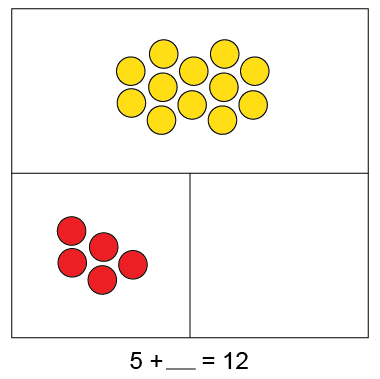 5 + ___ = 12